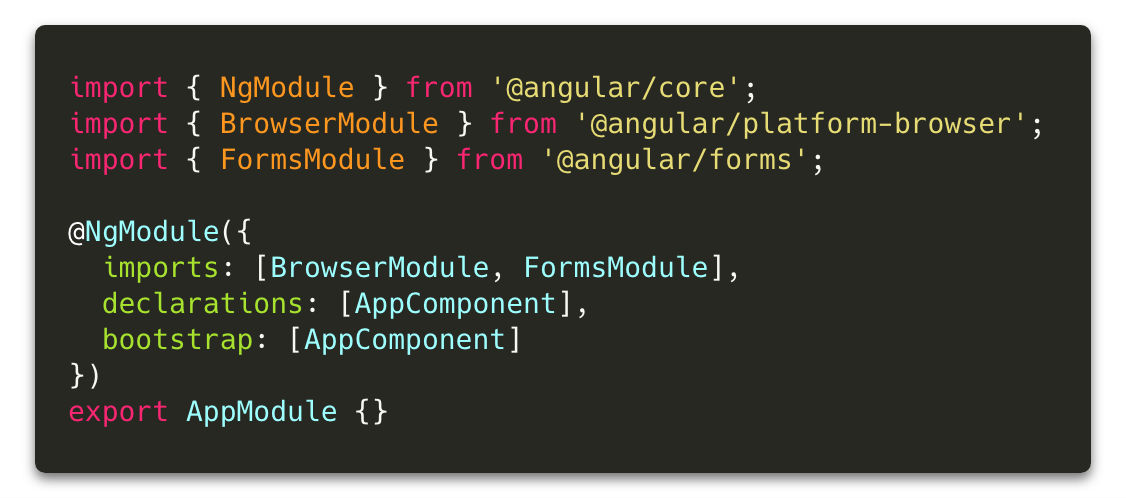 import { NgModule } from '@angular/core';
import { BrowserModule } from '@angular/platform-browser';
import { FormsModule } from '@angular/forms';

@NgModule({
  imports: [BrowserModule, FormsModule],
  declarations: [AppComponent],
  bootstrap: [AppComponent]
})
export AppModule {}